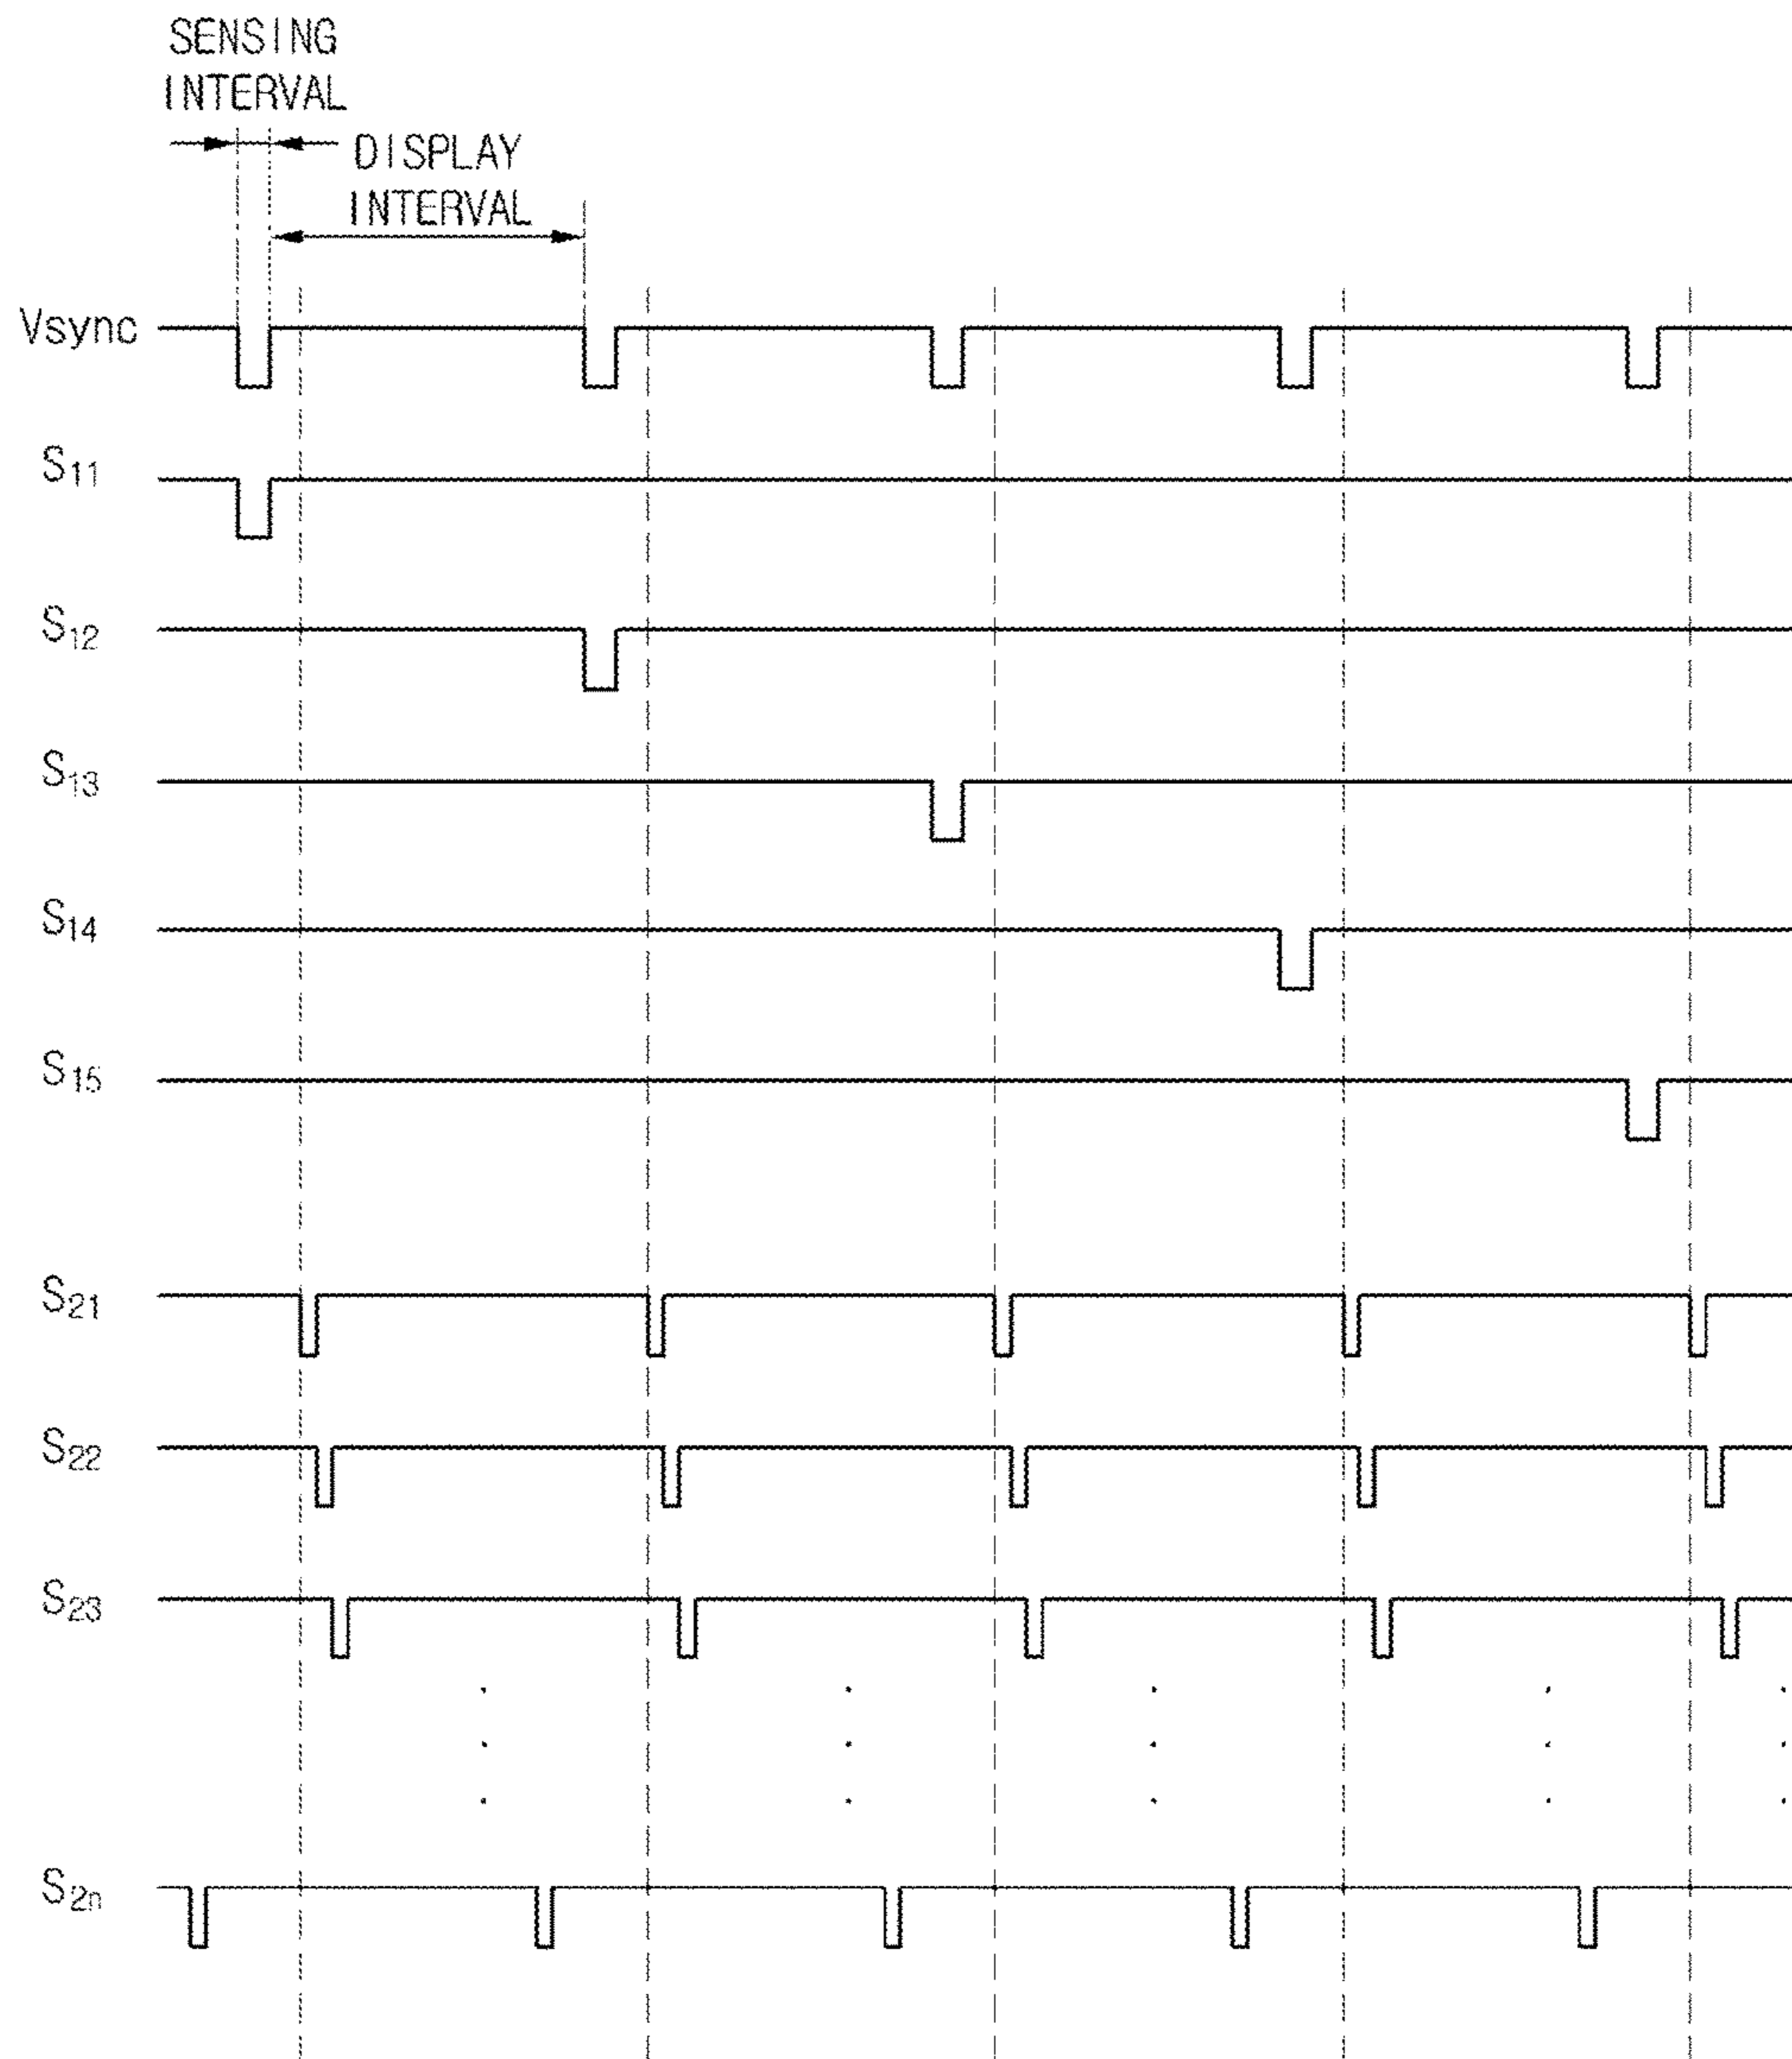 SENSING
INTERVAL
DISPLAY
INTERVAL
Vsync
S11
S12
S13
S14
S15
S21
S22
S23
S2n